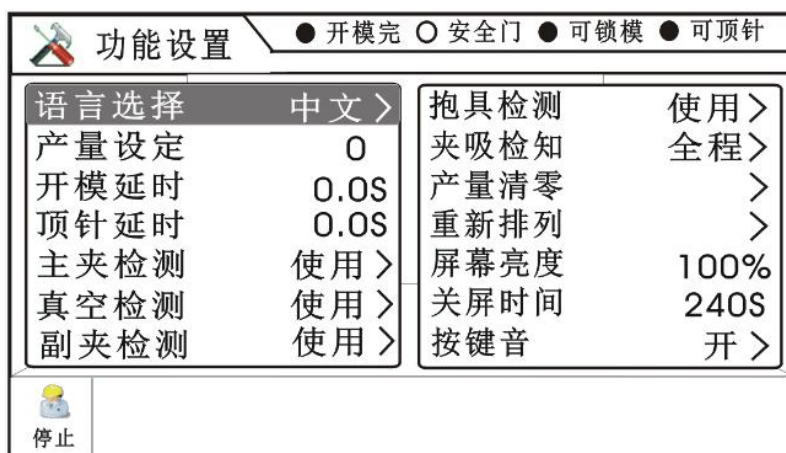 功能设置
● 开模完 ○ 安全门 ● 可锁模 ● 可顶针
语言选择 中文 >
产量设定 0
开模延时 0.0S
顶针延时 0.0S
主夹检测 使用 >
真空检测 使用 >
副夹检测 使用 >
抱具检测 使用 >
夹吸检知 全程 >
产量清零 >
重新排列 >
屏幕亮度 100%
关屏时间 240S
按键音 开 >
停止